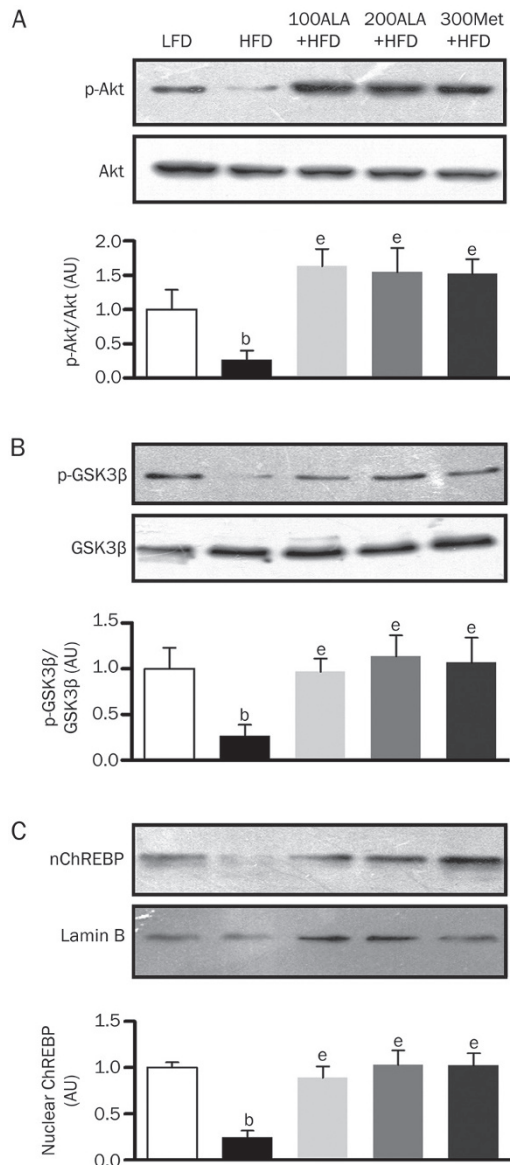 A
LFD HFD 100ALA +HFD 200ALA +HFD 300Met +HFD
p-Akt
Akt
p-Akt/Akt (AU)
2.0
1.5
1.0
0.5
0.0
b e e e
B
p-GSK3β
GSK3β
p-GSK3β/
GSK3β (AU)
1.5
1.0
0.5
0.0
b e e e
C
nChREBP
Lamin B
Nuclear ChREBP
(AU)
1.5
1.0
0.5
0.0
b e e e